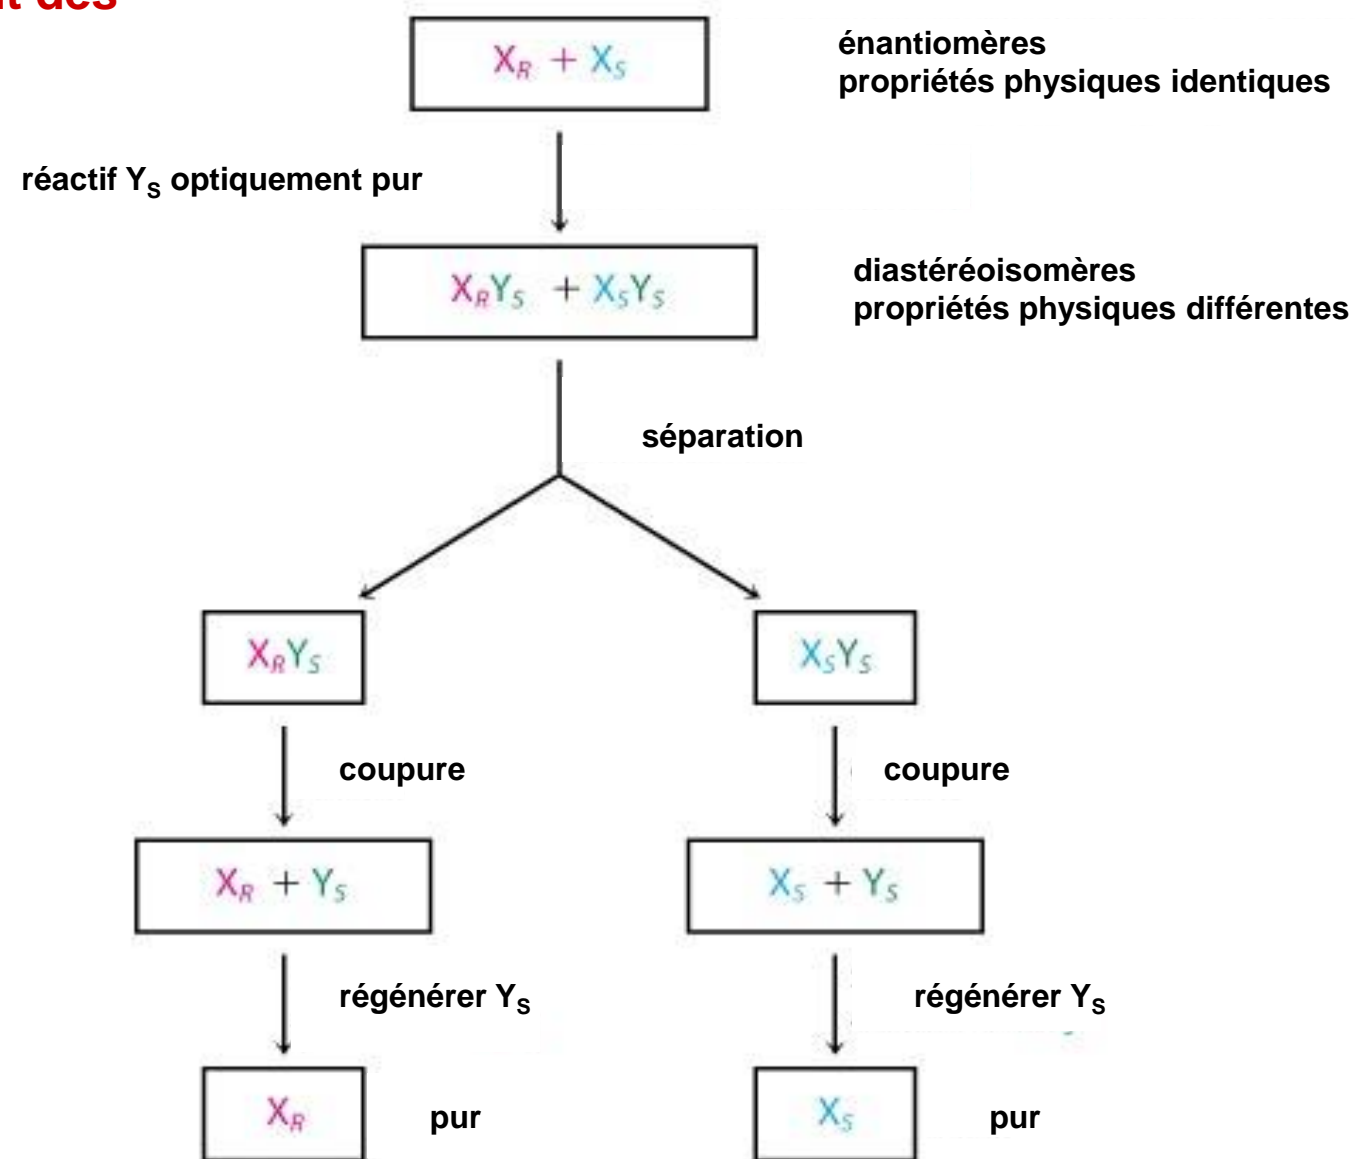 t des
X_R + X_S
énantiomères
propriétés physiques identiques
réactif Y_S optiquement pur
X_RY_S + X_SY_S
diastéréoisomères
propriétés physiques différentes
séparation
X_RY_S
X_SY_S
coupure
coupure
X_R + Y_S
X_S + Y_S
régénérer Y_S
régénérer Y_S
X_R
pur
X_S
pur